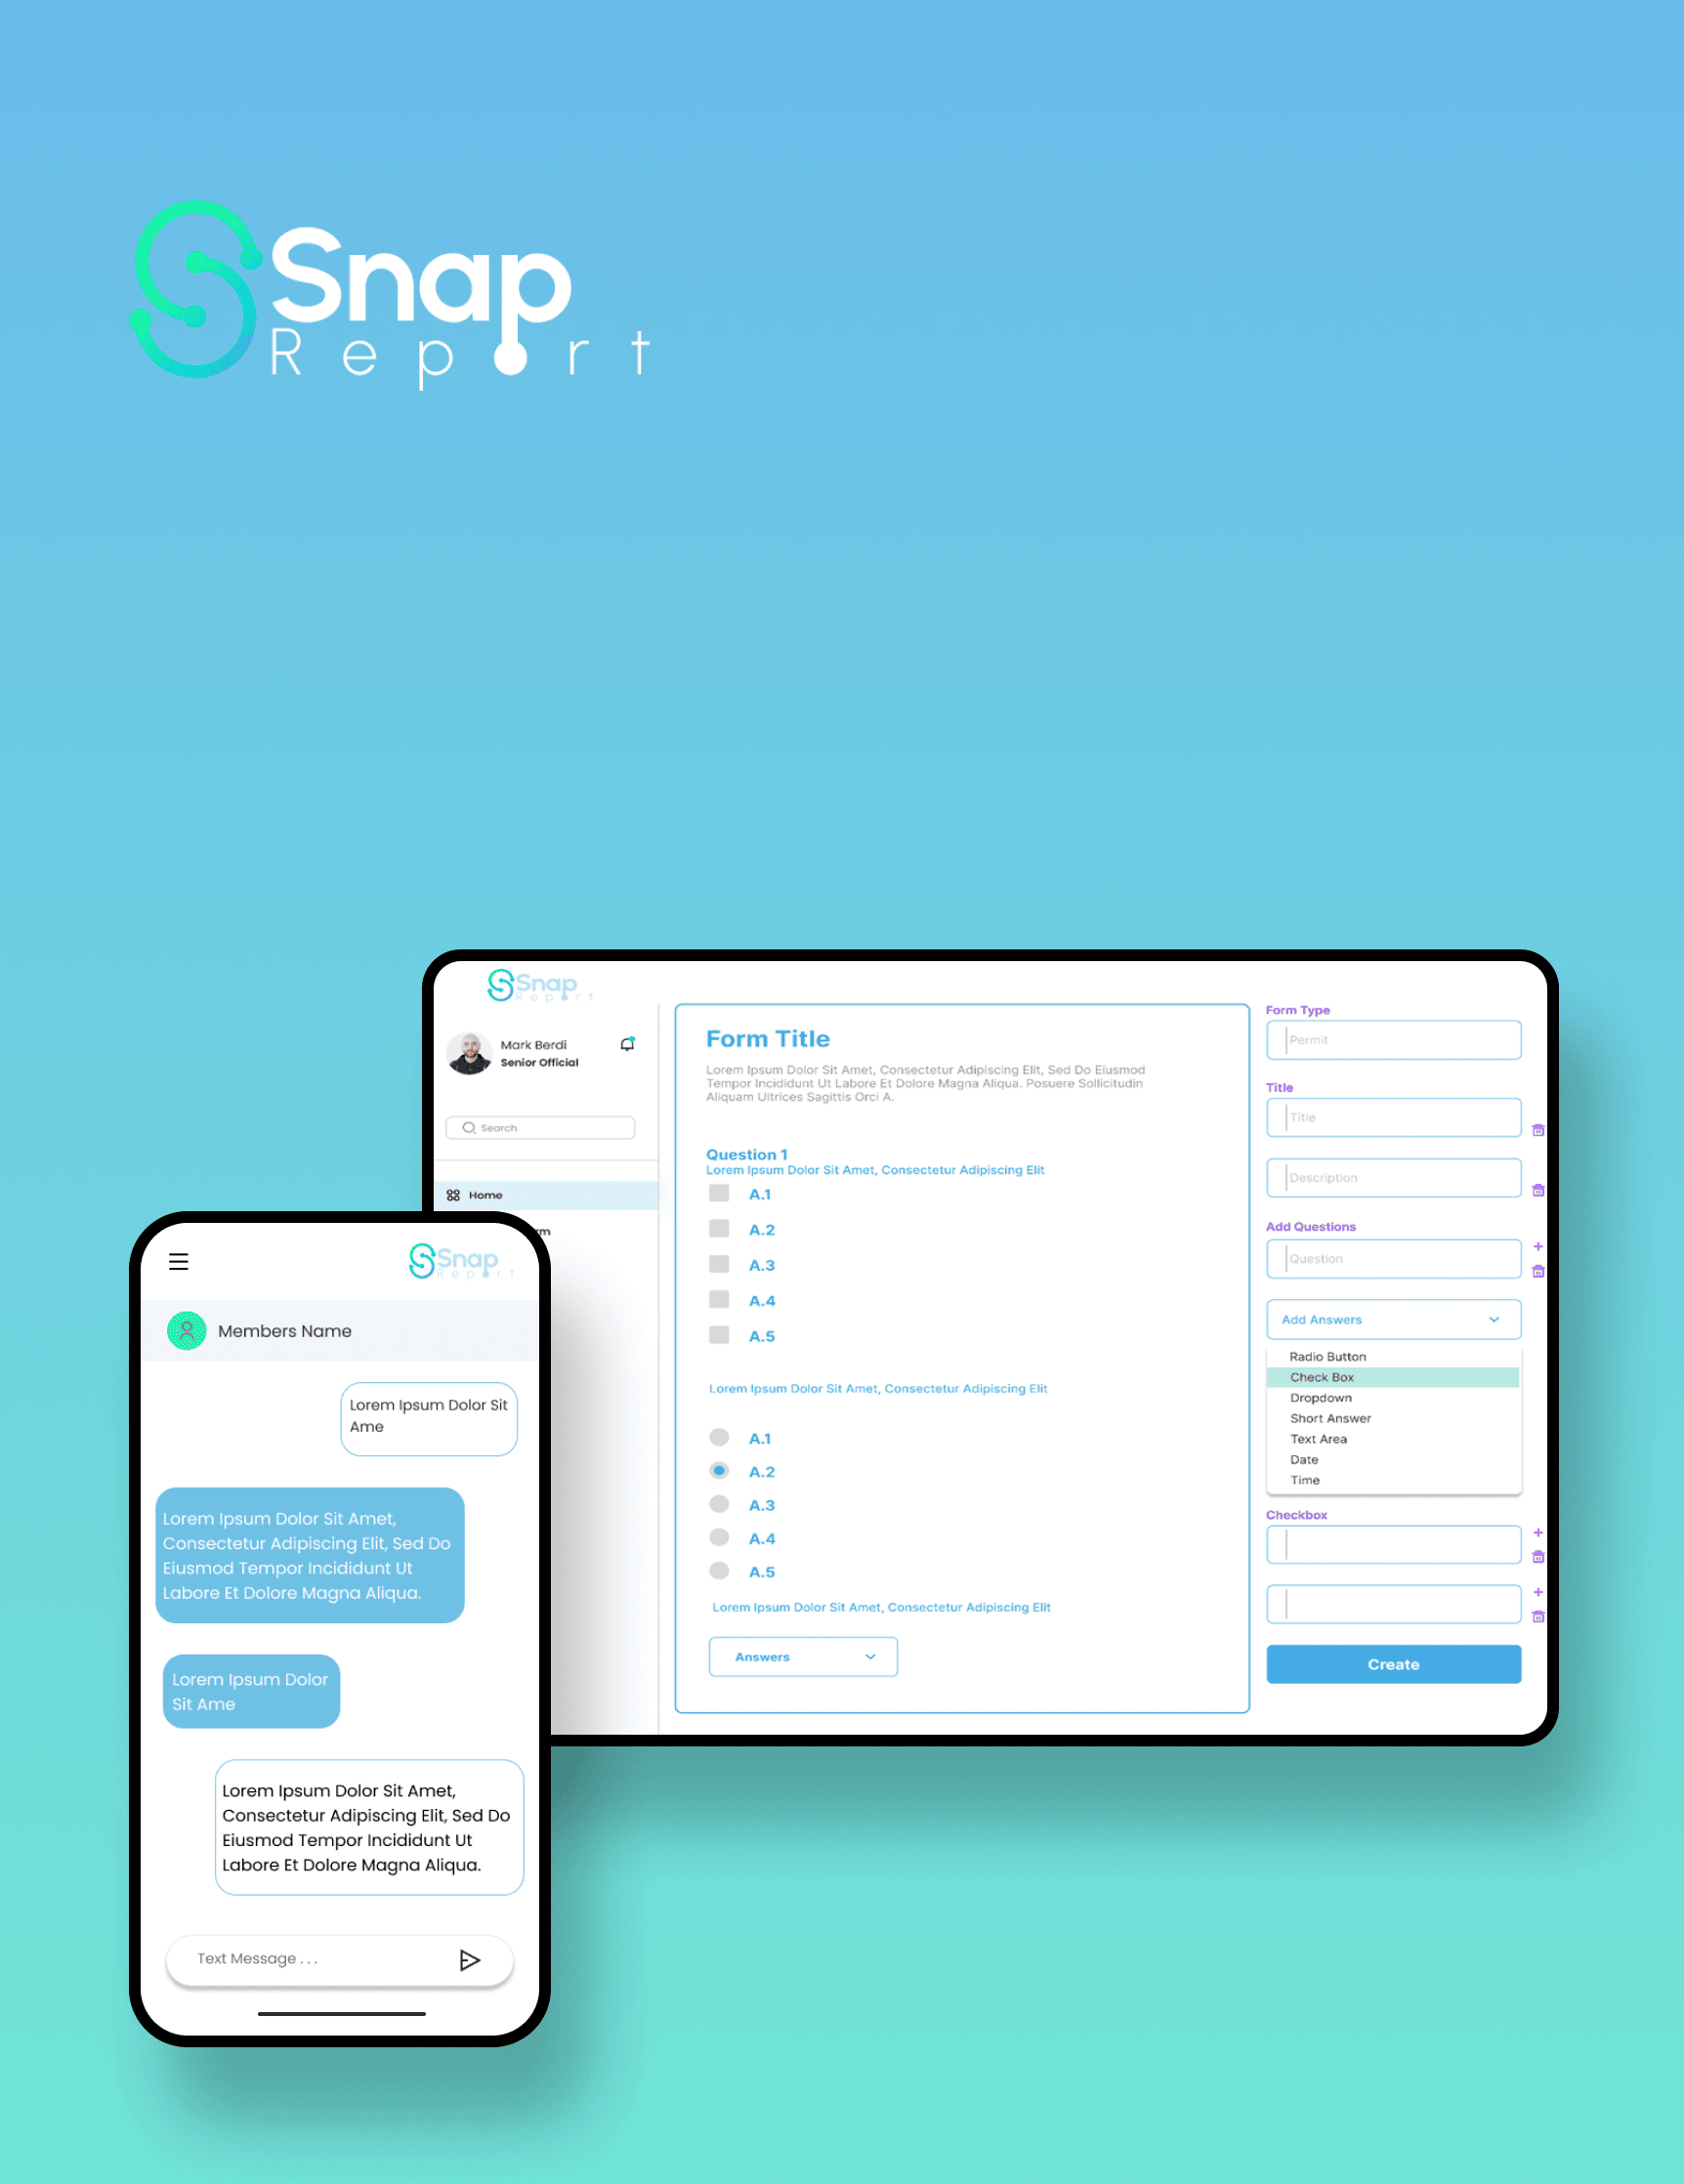 Snap
Report
Snap
Report
Mark Berdi
Senior Official
Search
Home
rm
Form Title
Lorem Ipsum Dolor Sit Amet, Consectetur Adipiscing Elit, Sed Do Eiusmod
Tempor Incididunt Ut Labore Et Dolore Magna Aliqua. Posuere Sollicitudin
Aliquam Ultrices Sagittis Orci A.
Question 1
Lorem Ipsum Dolor Sit Amet, Consectetur Adipiscing Elit
A.1
A.2
A.3
A.4
A.5
Lorem Ipsum Dolor Sit Amet, Consectetur Adipiscing Elit
A.1
A.2
A.3
A.4
A.5
Lorem Ipsum Dolor Sit Amet, Consectetur Adipiscing Elit
Answers
Form Type
Permit
Title
Title
Description
Add Questions
Question
Add Answers
Radio Button
Check Box
Dropdown
Short Answer
Text Area
Date
Time
Checkbox
Create
Snap
Report
Members Name
Lorem Ipsum Dolor Sit
Ame
Lorem Ipsum Dolor Sit Amet,
Consectetur Adipiscing Elit, Sed Do
Eiusmod Tempor Incididunt Ut
Labore Et Dolore Magna Aliqua.
Lorem Ipsum Dolor
Sit Ame
Lorem Ipsum Dolor Sit Amet,
Consectetur Adipiscing Elit, Sed Do
Eiusmod Tempor Incididunt Ut
Labore Et Dolore Magna Aliqua.
Text Message . . .